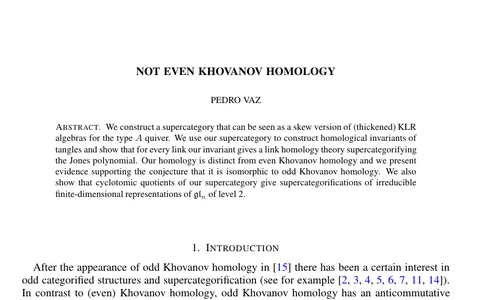 NOT EVEN KHOVANOV HOMOLOGY
PEDRO VAZ
ABSTRACT. We construct a supercategory that can be seen as a skew version of (thickened) KLR
algebras for the type A quiver. We use our supercategory to construct homological invariants of
tangles and show that for every link our invariant gives a link homology theory supercategorifying
the Jones polynomial. Our homology is distinct from even Khovanov homology and we present
evidence supporting the conjecture that it is isomorphic to odd Khovanov homology. We also
show that cyclotomic quotients of our supercategory give supercategorifications of irreducible
finite-dimensional representations of 𝔤𝔩ₙ of level 2.
1. INTRODUCTION
After the appearance of odd Khovanov homology in [15] there has been a certain interest in
odd categorified structures and supercategorification (see for example [2, 3, 4, 5, 6, 7, 11, 14]).
In contrast to (even) Khovanov homology, odd Khovanov homology has an anticommutative